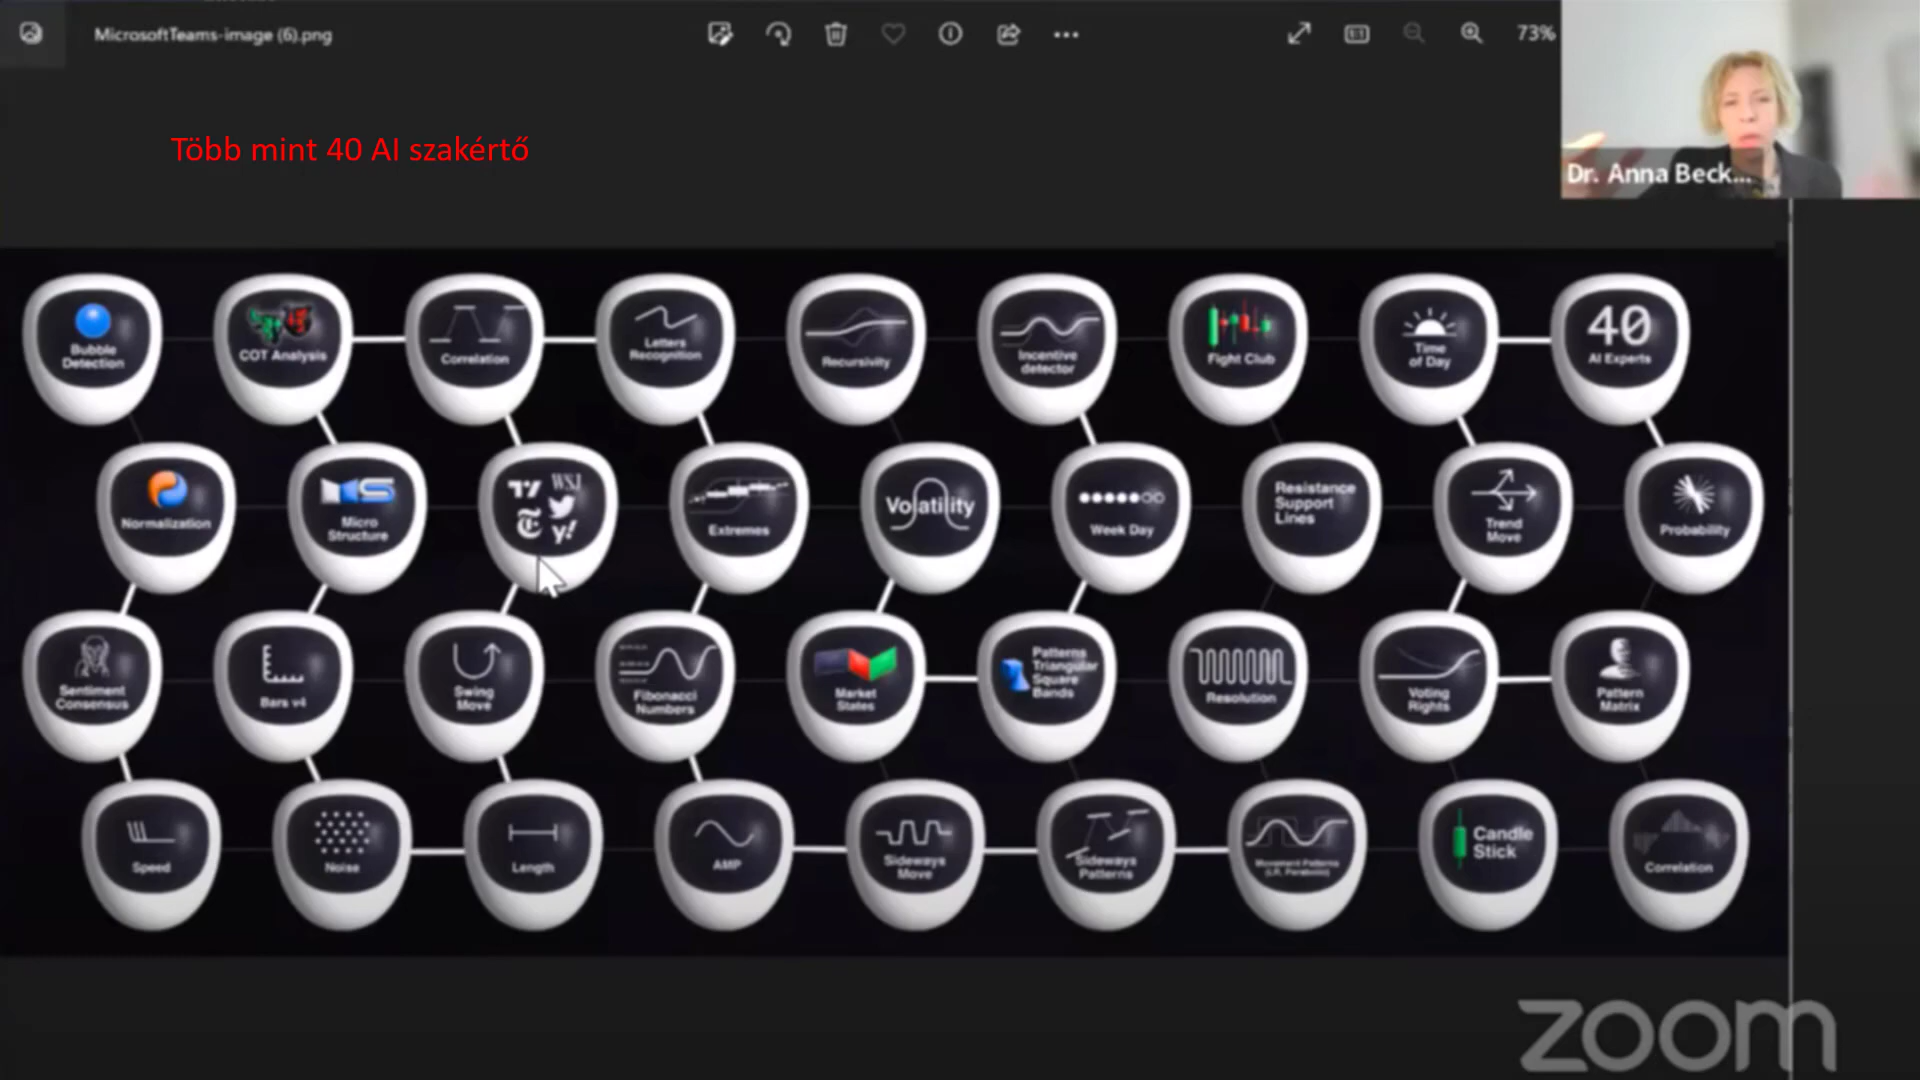 MicrosoftTeams-image (6).png
73%
Több mint 40 AI szakértő
Dr. Anna Beck...
Bubble
Detection
COT Analysis
Correlation
Letters
Recognition
Recursivity
Incentive
detector
Fight Club
Time
of Day
40
AI Experts
Normalization
Micro
Structure
WSJ
y!
Extremes
Volatility
Week Day
Resistance
Support
Lines
Trend
Move
Probability
Sentiment
Consensus
Bars v4
Swing
Move
Fibonacci
Numbers
Market
States
Patterns
Triangular
Square
Bands
Resolution
Voting
Rights
Pattern
Matrix
Speed
Noise
Length
AMP
Sideways
Move
Sideways
Patterns
Movement Patterns
(LR, Parabolic)
Candle
Stick
Correlation
zoom